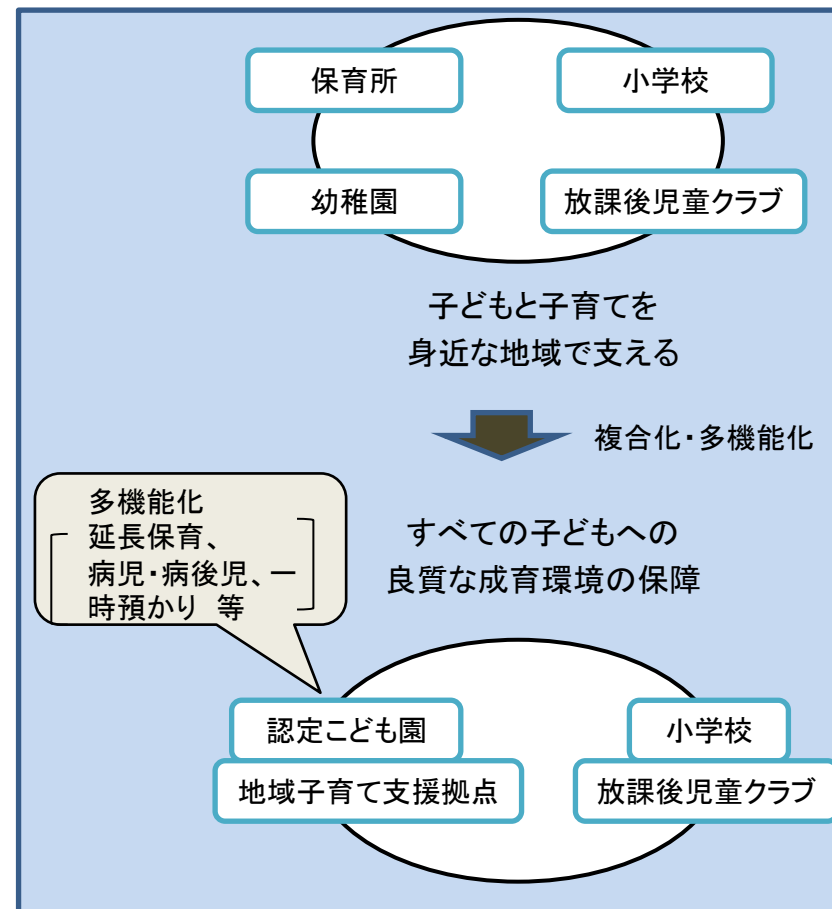 保育所
小学校
幼稚園
放課後児童クラブ
子どもと子育てを
身近な地域で支える
複合化・多機能化
多機能化
延長保育、
病児・病後児、一
時預かり 等
すべての子どもへの
良質な成育環境の保障
認定こども園
小学校
地域子育て支援拠点
放課後児童クラブ